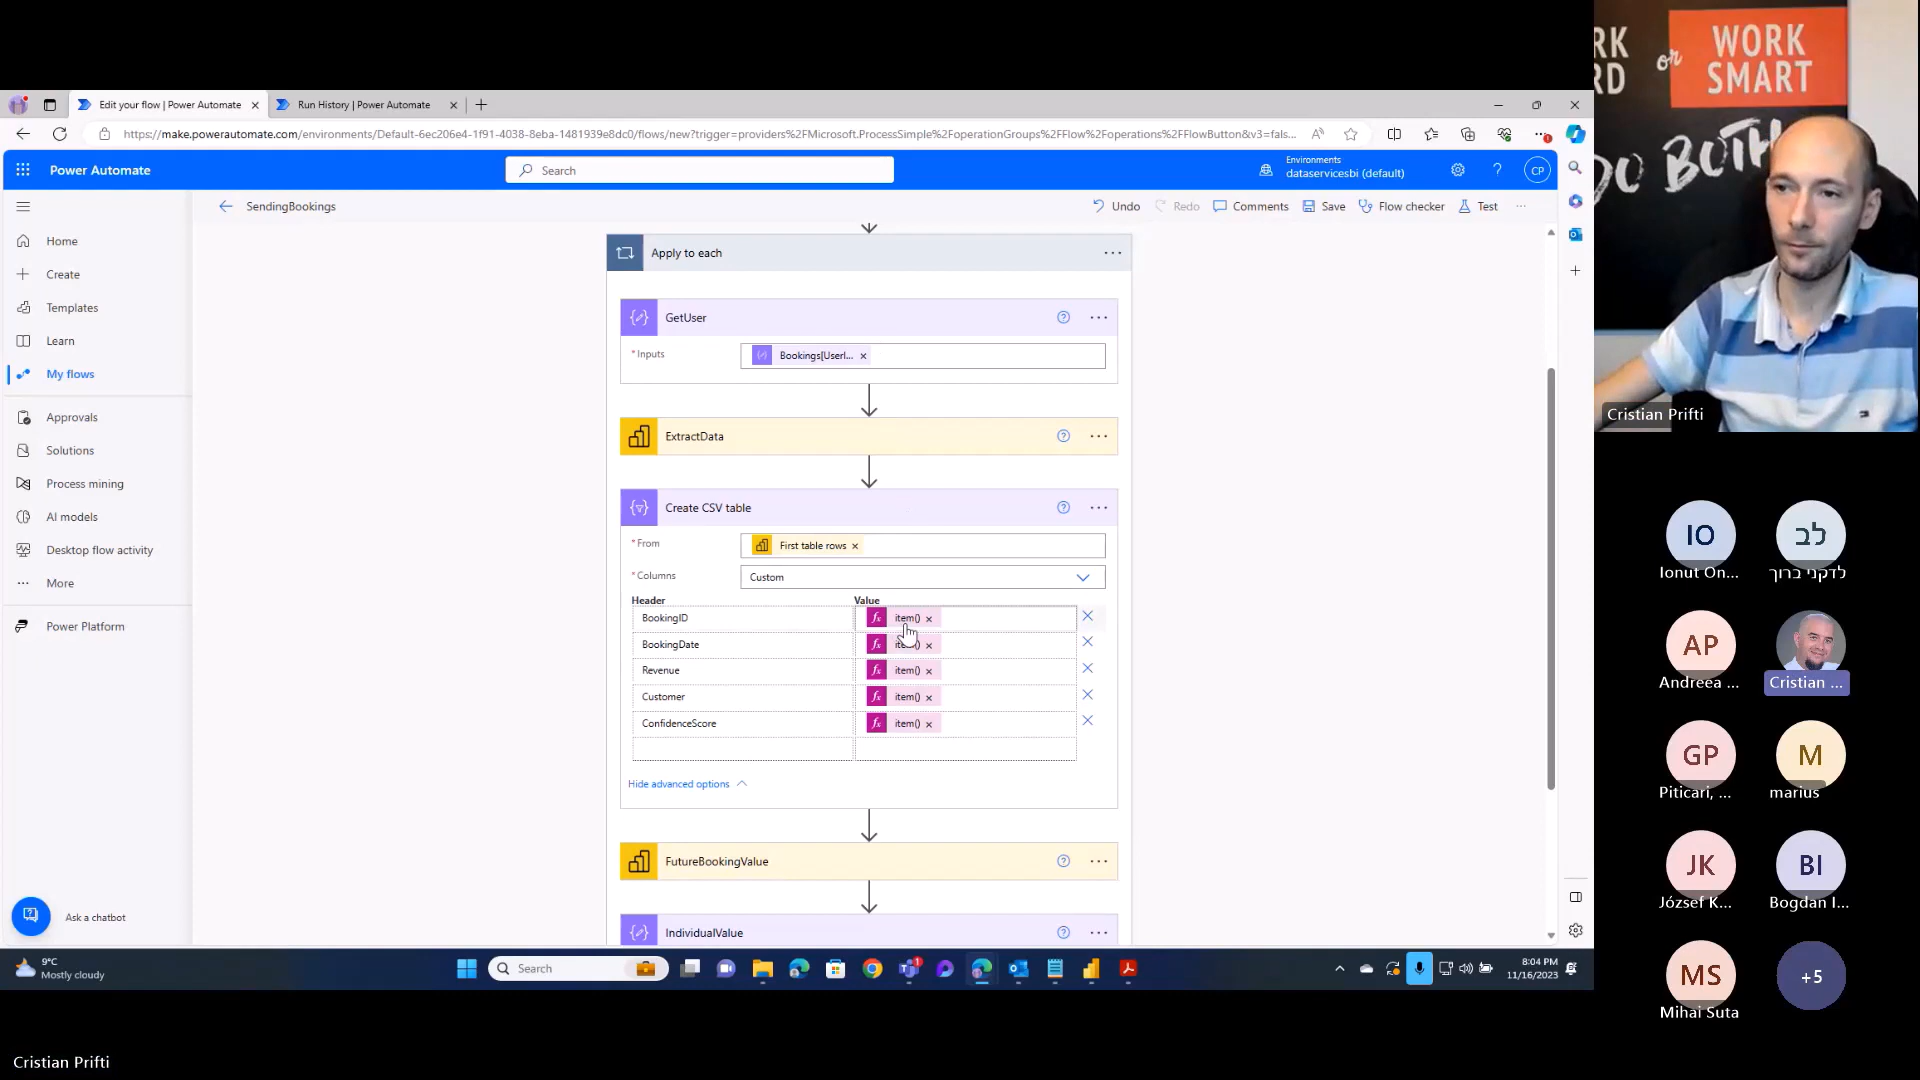 Edit your flow | Power Automate
Run History | Power Automate
https://make.powerautomate.com/environments/Default-6ec206e4-1f91-4038-8eba-1481939e8dc0/flows/new?trigger=providers%2FMicrosoft.ProcessSimple%2FoperationGroups%2FFlow%2Foperations%2FFlowButton&v3=fals...
Power Automate
Search
Environments
dataservicesbi (default)
CP
SendingBookings
Undo
Redo
Comments
Save
Flow checker
Test
Home
Create
Templates
Learn
My flows
Approvals
Solutions
Process mining
AI models
Desktop flow activity
More
Power Platform
Ask a chatbot
Apply to each
GetUser
* Inputs
Bookings[UserI...
ExtractData
Create CSV table
* From
First table rows
* Columns
Custom
Header
Value
BookingID
item()
BookingDate
item()
Revenue
item()
Customer
item()
ConfidenceScore
item()
Hide advanced options
FutureBookingValue
IndividualValue
9°C
Mostly cloudy
Search
8:04 PM
11/16/2023
RK
RD
or
WORK
SMART
DO BOTH
Cristian Prifti
IO
Ionut On...
לב
לדקני ברוך
AP
Andreea ...
Cristian ...
GP
Piticari, ...
M
marius
JK
József K...
BI
Bogdan I...
MS
Mihai Suta
+5
Cristian Prifti